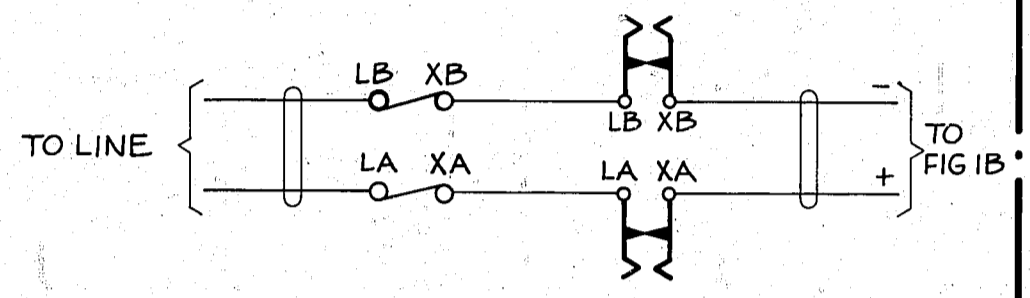 LB XB
LB XB
-
TO LINE
TO
FIG 1B
LA XA
LA XA
+